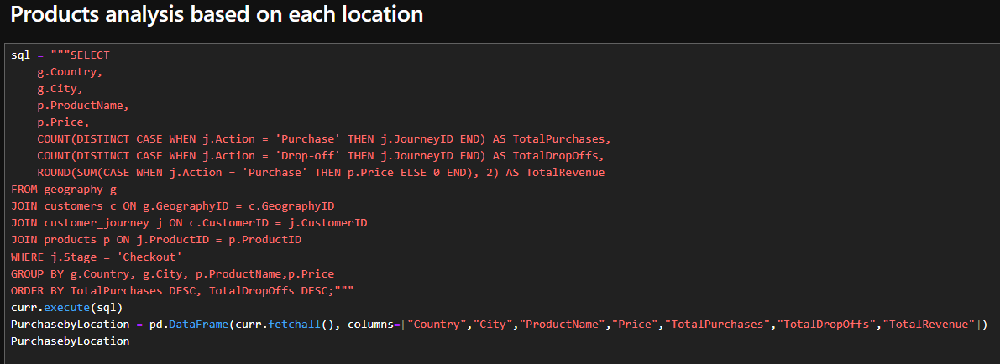 Products analysis based on each location
sql = """SELECT
    g.Country,
    g.City,
    p.ProductName,
    p.Price,
    COUNT(DISTINCT CASE WHEN j.Action = 'Purchase' THEN j.JourneyID END) AS TotalPurchases,
    COUNT(DISTINCT CASE WHEN j.Action = 'Drop-off' THEN j.JourneyID END) AS TotalDropOffs,
    ROUND(SUM(CASE WHEN j.Action = 'Purchase' THEN p.Price ELSE 0 END), 2) AS TotalRevenue
FROM geography g
JOIN customers c ON g.GeographyID = c.GeographyID
JOIN customer_journey j ON c.CustomerID = j.CustomerID
JOIN products p ON j.ProductID = p.ProductID
WHERE j.Stage = 'Checkout'
GROUP BY g.Country, g.City, p.ProductName,p.Price
ORDER BY TotalPurchases DESC, TotalDropOffs DESC;"""
curr.execute(sql)
PurchasebyLocation = pd.DataFrame(curr.fetchall(), columns=["Country","City","ProductName","Price","TotalPurchases","TotalDropOffs","TotalRevenue"])
PurchasebyLocation